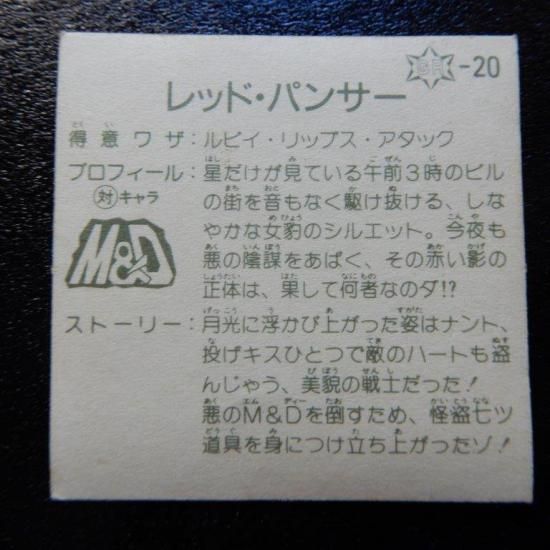 -20
レッド・パンサー
得意ワザ:ルビイ・リップス・アタック
プロフィール:星だけが見ている午前3時のビル
対キャラ
の街を音もなく駆け抜ける、しな
やかな女豹のシルエット。今夜も
M&D
悪の陰謀をあばく、その赤い影の
正体は、果して何者なのダ!?
ストーリー:月光に浮かび上がった姿はナント、
投げキスひとつで敵のハートも盗
んじゃう、美貌の戦士だった!
悪のM&Dを倒すため、怪盗七ツ
道具を身につけ立ち上がったゾ!